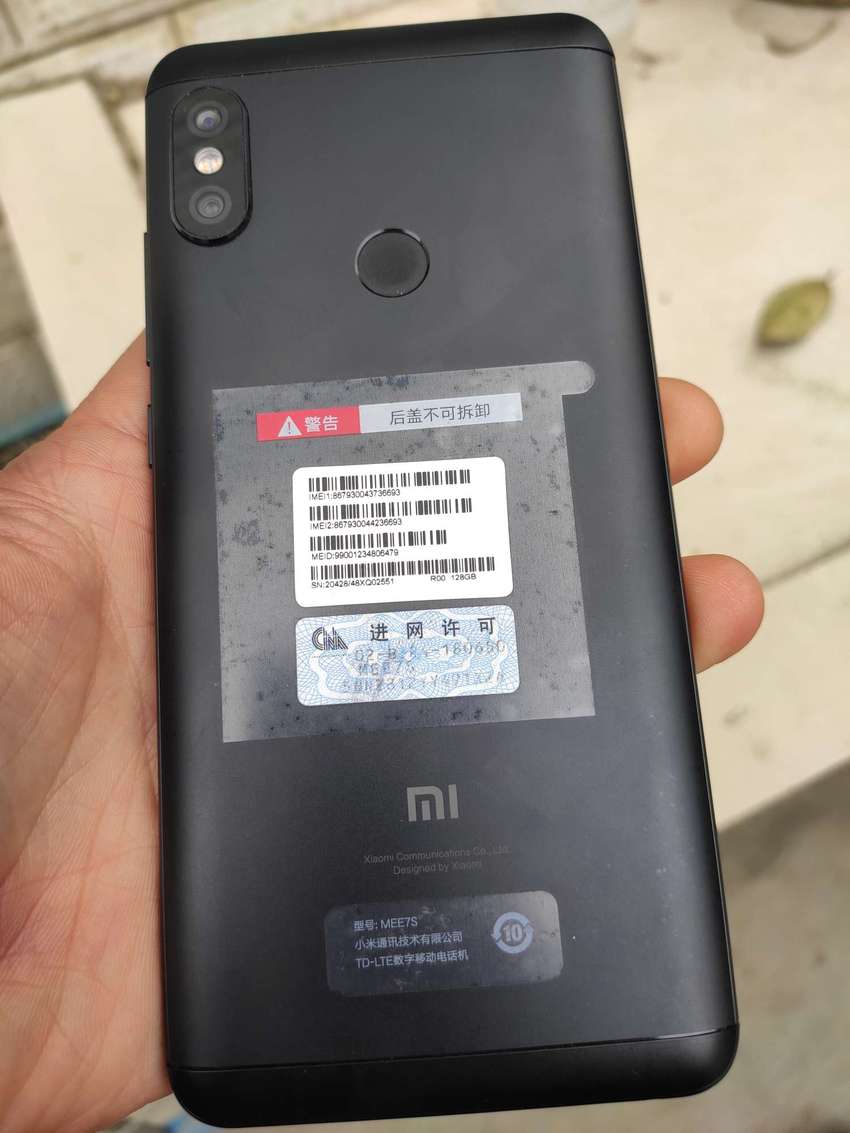 警告 后盖不可拆卸
IMEI1:867930043736693
IMEI2:867930044236693
MEID:99001234806479
SN:20428/48XQ02551 R00 128GB
进网许可
MEE7S
mi
Xiaomi Communications Co., Ltd.
Designed by Xiaomi
型号: MEE7S
小米通讯技术有限公司
TD-LTE数字移动电话机
10